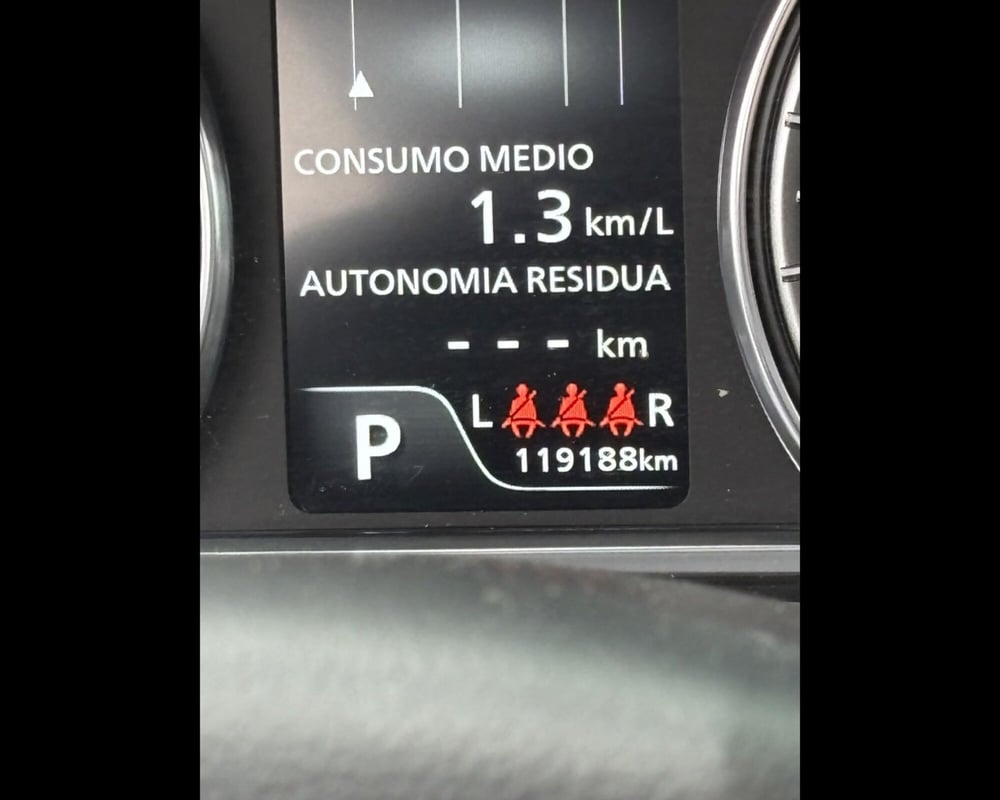 CONSUMO MEDIO
1.3 km/L
AUTONOMIA RESIDUA
- - - km
L R
P
119188km